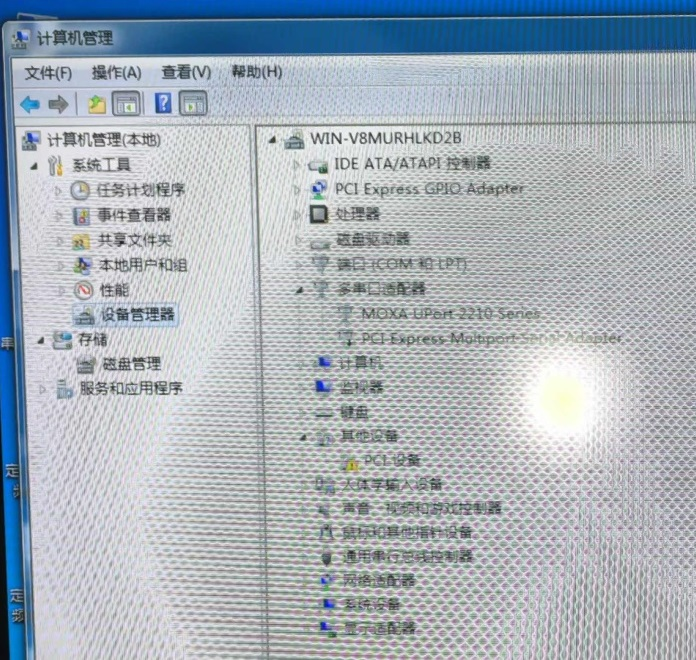 计算机管理
文件(F) 操作(A) 查看(V) 帮助(H)
计算机管理(本地)
系统工具
任务计划程序
事件查看器
共享文件夹
本地用户和组
性能
设备管理器
存储
磁盘管理
服务和应用程序
WIN-V8MURHLKD2B
IDE ATA/ATAPI 控制器
PCI Express GPIO Adapter
处理器
磁盘驱动器
端口 (COM 和 LPT)
多串口适配器
MOXA UPort 2210 Series
PCI Express Multiport Serial Adapter
计算机
监视器
键盘
其他设备
PCI 设备
人体学输入设备
声音、视频和游戏控制器
鼠标和其他指针设备
通用串行总线控制器
网络适配器
系统设备
显示适配器
串
定
定
频